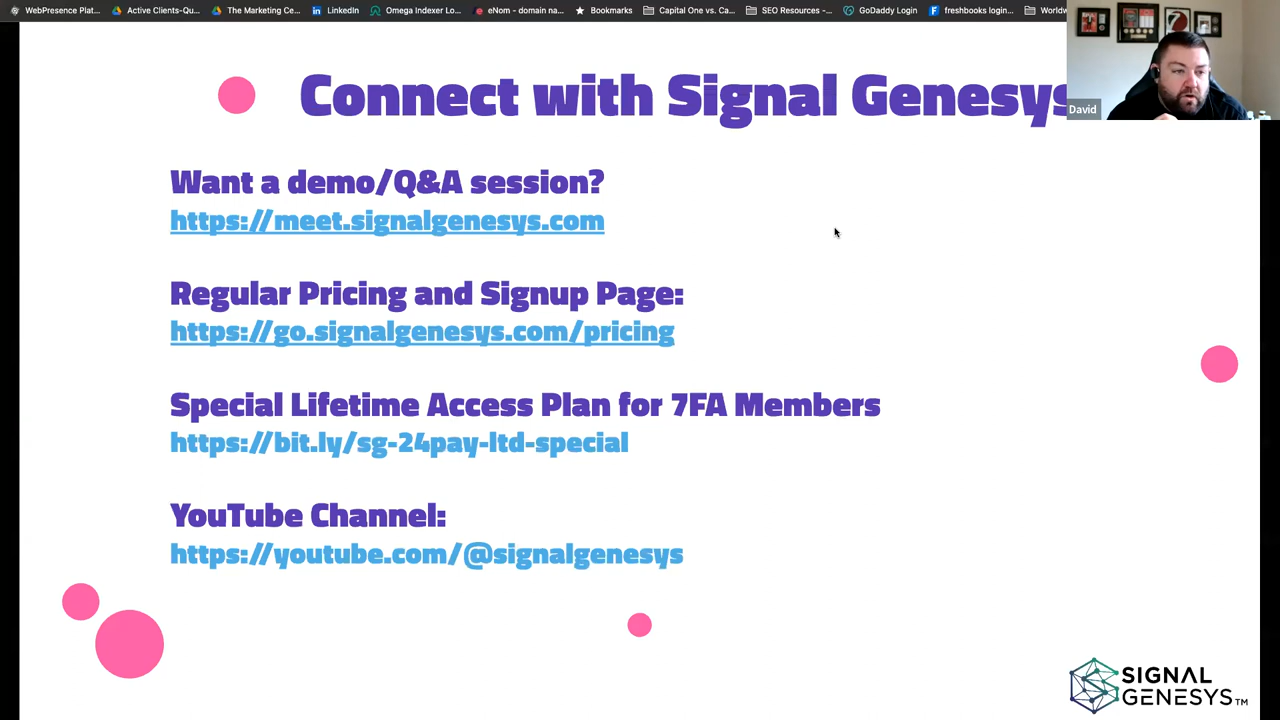 WebPresence Plat... Active Clients-Qu... The Marketing Ce... LinkedIn Omega Indexer Lo... eNom - domain na... Bookmarks Capital One vs. Ca... SEO Resources -... GoDaddy Login freshbooks login... Worldw
Connect with Signal Genesys
David
Want a demo/Q&A session?
https://meet.signalgenesys.com
Regular Pricing and Signup Page:
https://go.signalgenesys.com/pricing
Special Lifetime Access Plan for 7FA Members
https://bit.ly/sg-24pay-ltd-special
YouTube Channel:
https://youtube.com/@signalgenesys
SIGNAL
GENESYS™